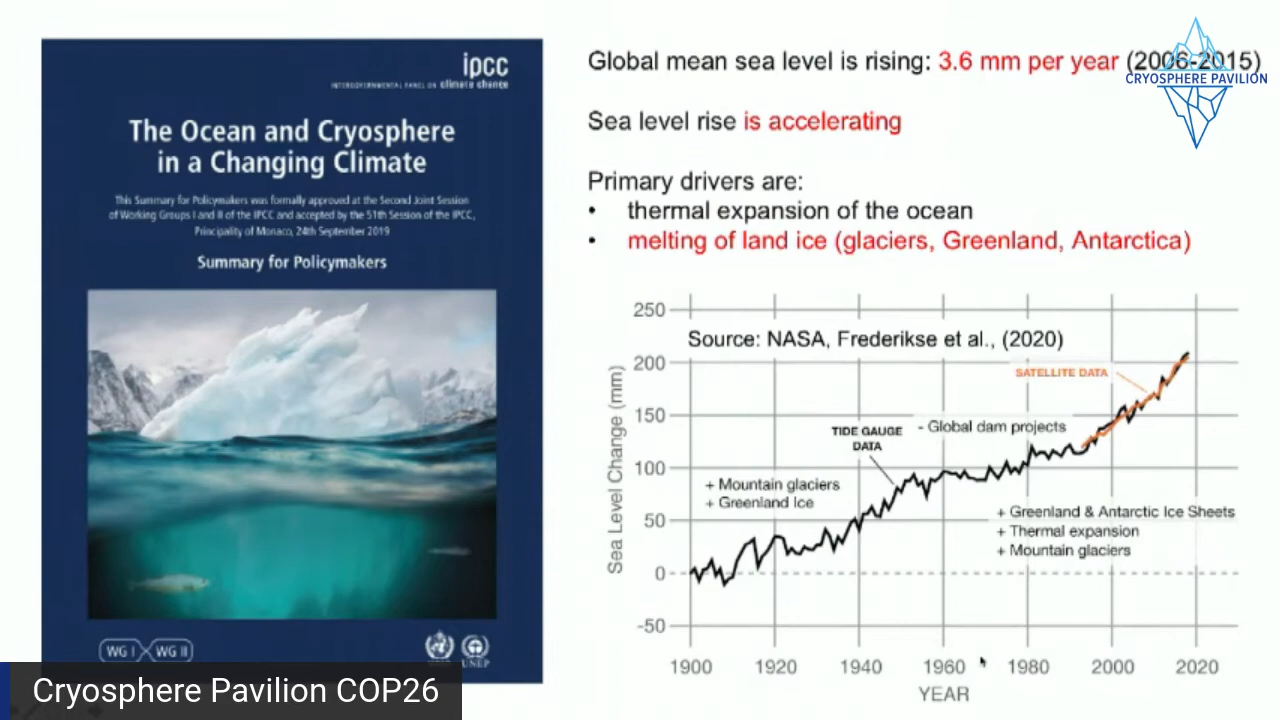 ipcc
INTERGOVERNMENTAL PANEL ON climate change
The Ocean and Cryosphere
in a Changing Climate
This Summary for Policymakers was formally approved at the Second Joint Session
of Working Groups I and II of the IPCC and accepted by the 51th Session of the IPCC,
Principality of Monaco, 24th September 2019
Summary for Policymakers
WG I
WG II
UNEP
Cryosphere Pavilion COP26
Global mean sea level is rising: 3.6 mm per year (2006-2015)
CRYOSPHERE PAVILION
Sea level rise is accelerating
Primary drivers are:
• thermal expansion of the ocean
• melting of land ice (glaciers, Greenland, Antarctica)
Source: NASA, Frederikse et al., (2020)
SATELLITE DATA
- Global dam projects
TIDE GAUGE
DATA
+ Mountain glaciers
+ Greenland Ice
+ Greenland & Antarctic Ice Sheets
+ Thermal expansion
+ Mountain glaciers
Sea Level Change (mm)
250
200
150
100
50
0
-50
1900 1920 1940 1960 1980 2000 2020
YEAR